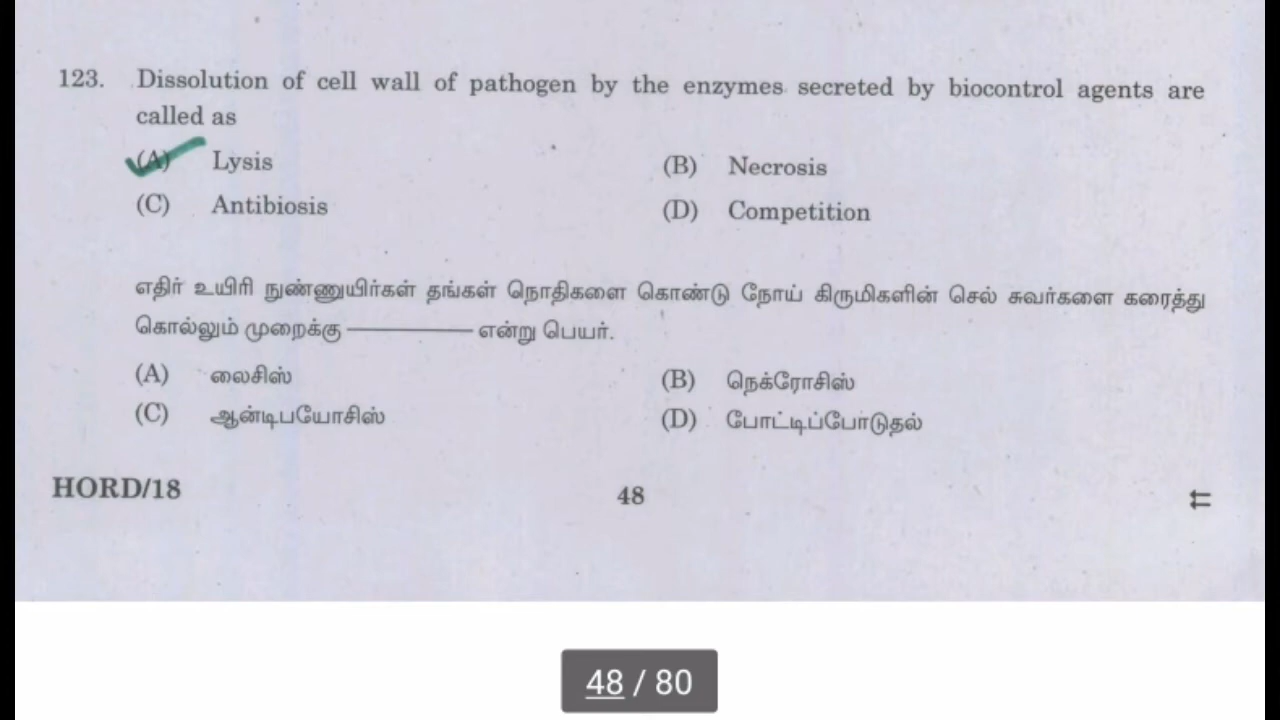 123. Dissolution of cell wall of pathogen by the enzymes secreted by biocontrol agents are
called as
(A) Lysis
(B) Necrosis
(C) Antibiosis
(D) Competition
எதிர் உயிரி நுண்ணுயிர்கள் தங்கள் நொதிகளை கொண்டு நோய் கிருமிகளின் செல் சுவர்களை கரைத்து
கொல்லும் முறைக்கு ———— என்று பெயர்.
(A) லைசிஸ்
(B) நெக்ரோசிஸ்
(C) ஆன்டிபயோசிஸ்
(D) போட்டிப்போடுதல்
HORD/18 48 ⇇
48 / 80